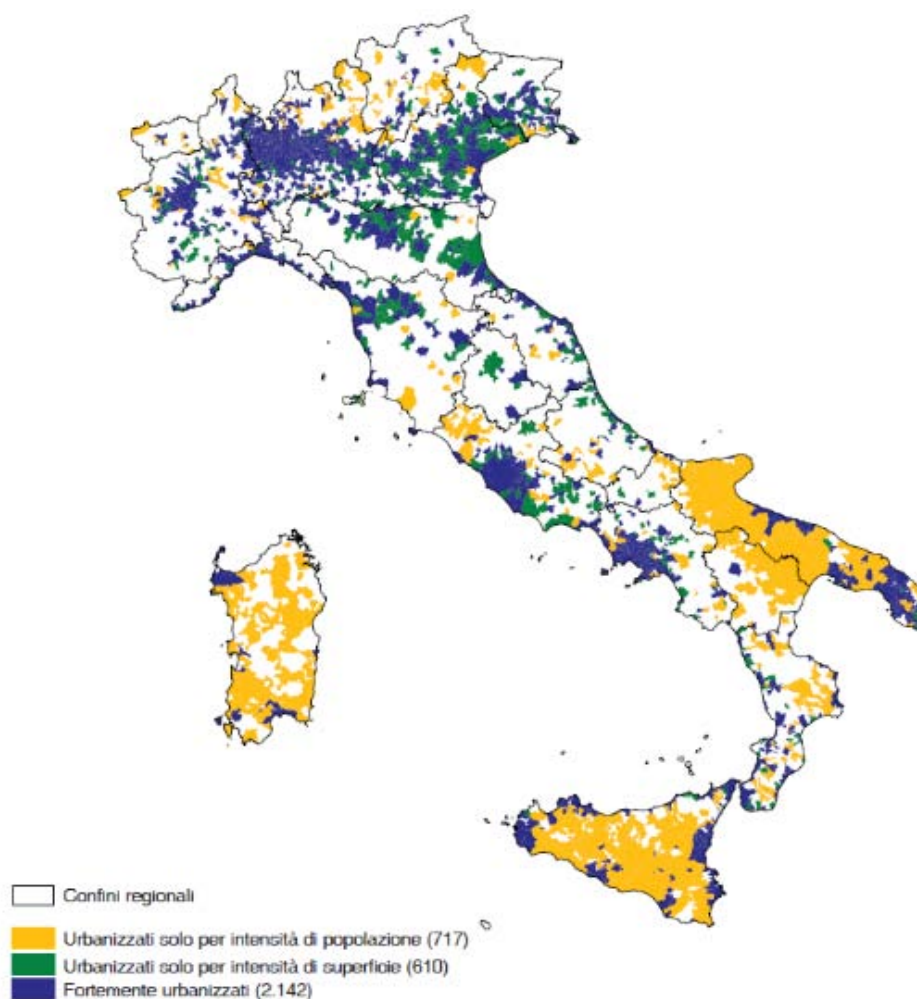 Confini regionali
Urbanizzati solo per intensità di popolazione (717)
Urbanizzati solo per intensità di superficie (610)
Fortemente urbanizzati (2.142)